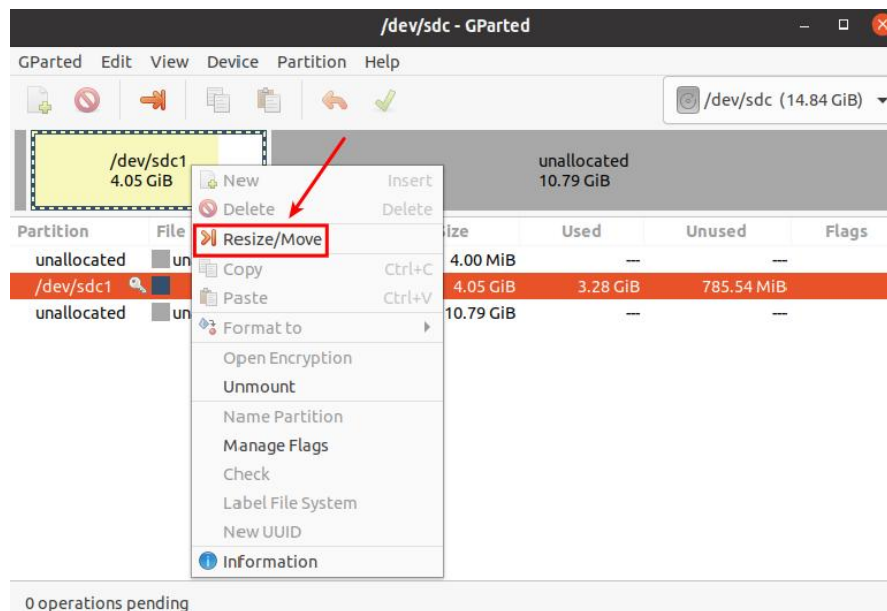 /dev/sdc - GParted
GParted Edit View Device Partition Help
/dev/sdc (14.84 GiB)
/dev/sdc1
4.05 GiB
unallocated
10.79 GiB
Partition File Size Used Unused Flags
unallocated un 4.00 MiB --- ---
/dev/sdc1 4.05 GiB 3.28 GiB 785.54 MiB
unallocated un 10.79 GiB --- ---
New Insert
Delete Delete
Resize/Move
Copy Ctrl+C
Paste Ctrl+V
Format to
Open Encryption
Unmount
Name Partition
Manage Flags
Check
Label File System
New UUID
Information
0 operations pending